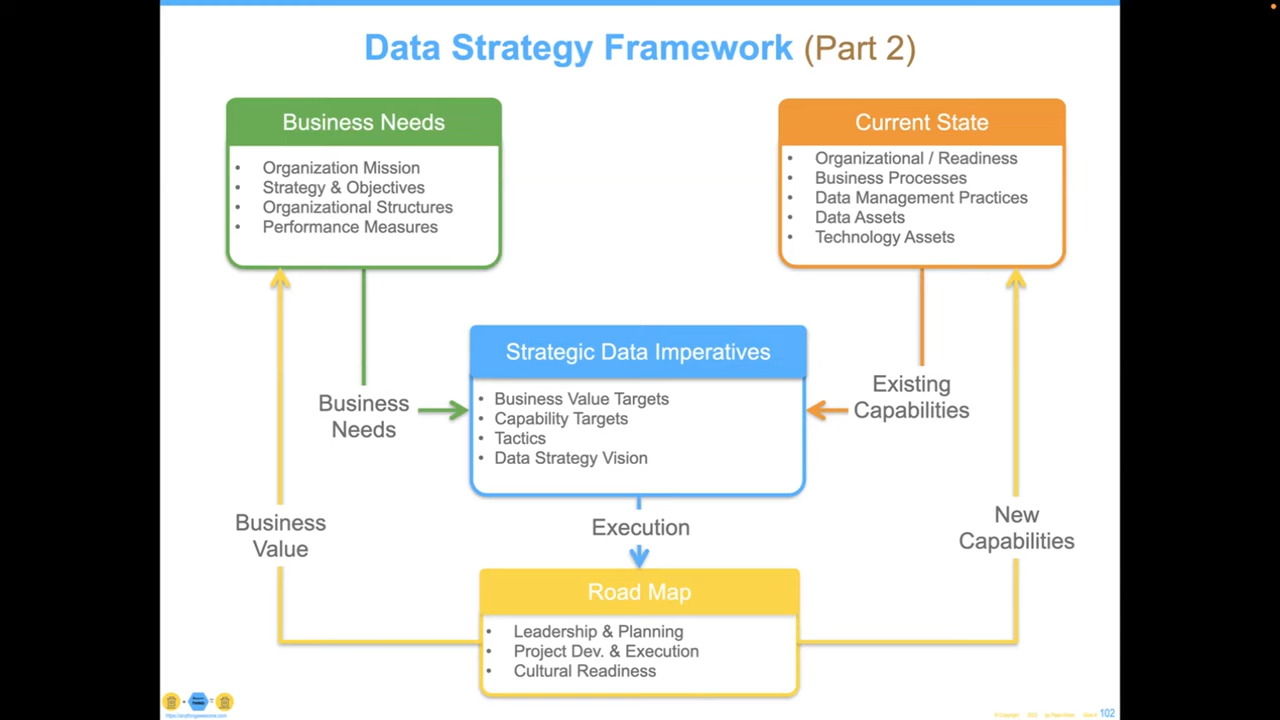 Data Strategy Framework (Part 2)
Business Needs
• Organization Mission
• Strategy & Objectives
• Organizational Structures
• Performance Measures
Current State
• Organizational / Readiness
• Business Processes
• Data Management Practices
• Data Assets
• Technology Assets
Strategic Data Imperatives
• Business Value Targets
• Capability Targets
• Tactics
• Data Strategy Vision
Business
Needs
Existing
Capabilities
Business
Value
Execution
New
Capabilities
Road Map
• Leadership & Planning
• Project Dev. & Execution
• Cultural Readiness
© Copyright
102